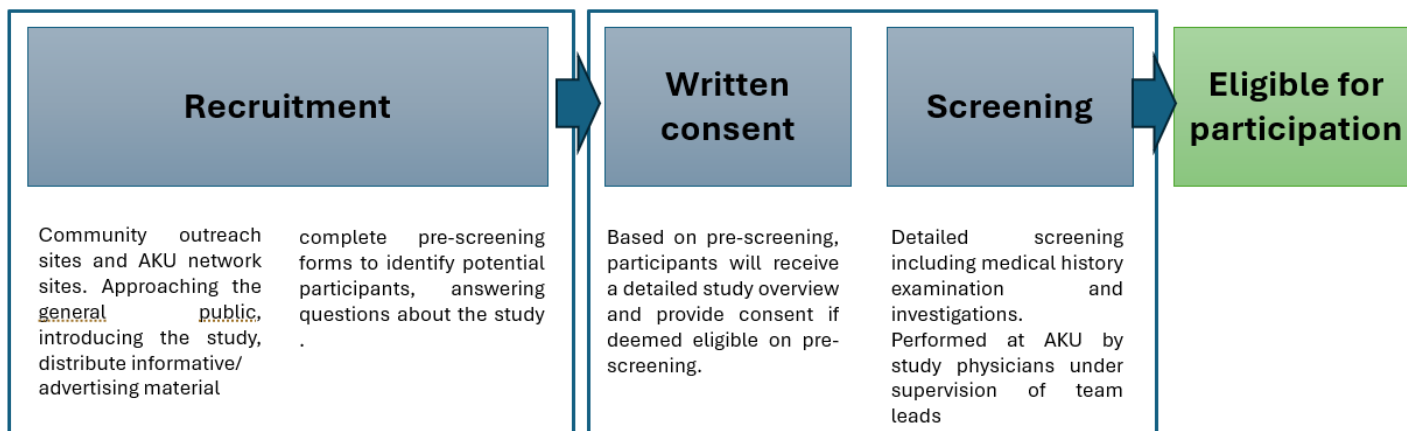 Recruitment
Written
consent
Screening
Eligible for
participation
Community outreach
sites and AKU network
sites. Approaching the
general public,
introducing the study,
distribute informative/
advertising material
complete pre-screening
forms to identify potential
participants, answering
questions about the study
.
Based on pre-screening,
participants will receive
a detailed study overview
and provide consent if
deemed eligible on pre-
screening.
Detailed screening
including medical history
examination and
investigations.
Performed at AKU by
study physicians under
supervision of team
leads